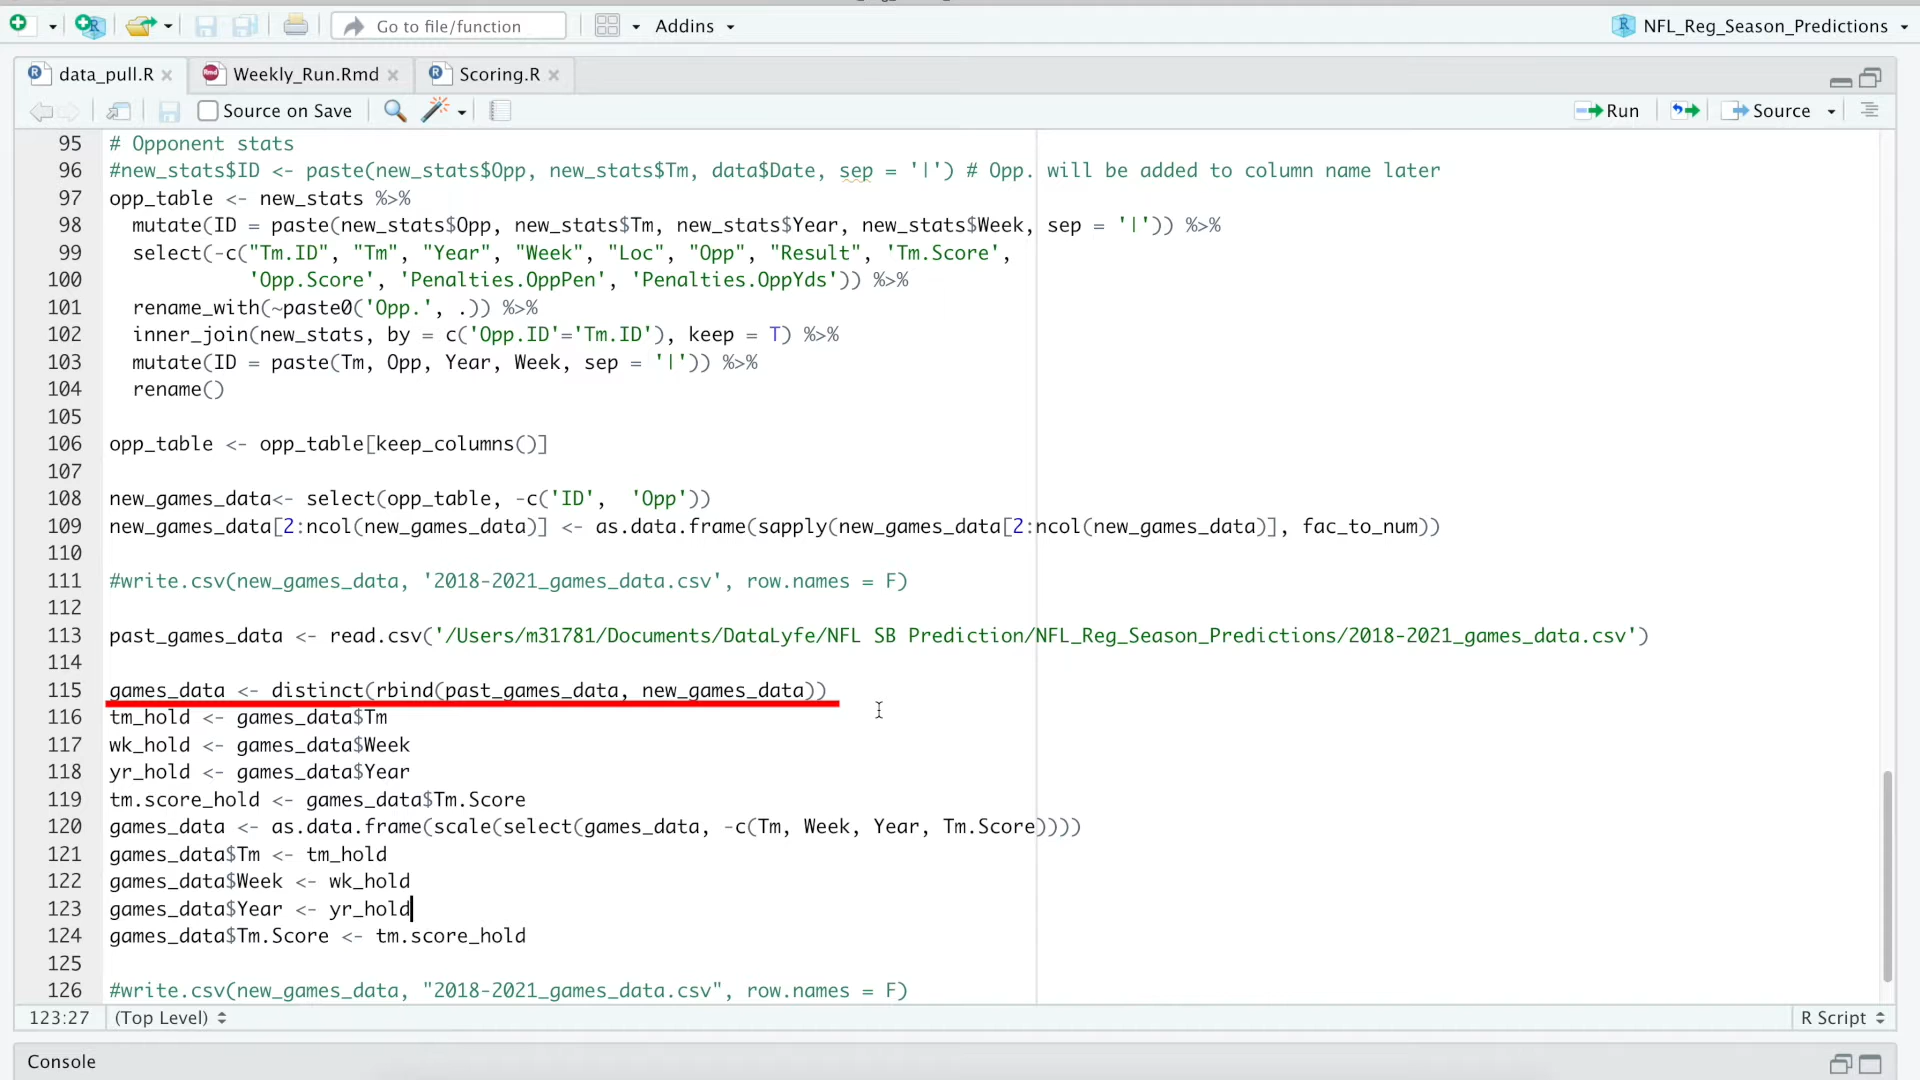 Go to file/function
Addins
NFL_Reg_Season_Predictions
data_pull.R
Weekly_Run.Rmd
Scoring.R
Source on Save
Run
Source
95 # Opponent stats
96 #new_stats$ID <- paste(new_stats$Opp, new_stats$Tm, data$Date, sep = '|') # Opp. will be added to column name later
97 opp_table <- new_stats %>%
98   mutate(ID = paste(new_stats$Opp, new_stats$Tm, new_stats$Year, new_stats$Week, sep = '|')) %>%
99   select(-c("Tm.ID", "Tm", "Year", "Week", "Loc", "Opp", "Result", 'Tm.Score',
100             'Opp.Score', 'Penalties.OppPen', 'Penalties.OppYds')) %>%
101   rename_with(~paste0('Opp.', .)) %>%
102   inner_join(new_stats, by = c('Opp.ID'='Tm.ID'), keep = T) %>%
103   mutate(ID = paste(Tm, Opp, Year, Week, sep = '|')) %>%
104   rename()
105
106 opp_table <- opp_table[keep_columns()]
107
108 new_games_data<- select(opp_table, -c('ID',  'Opp'))
109 new_games_data[2:ncol(new_games_data)] <- as.data.frame(sapply(new_games_data[2:ncol(new_games_data)], fac_to_num))
110
111 #write.csv(new_games_data, '2018-2021_games_data.csv', row.names = F)
112
113 past_games_data <- read.csv('/Users/m31781/Documents/DataLyfe/NFL SB Prediction/NFL_Reg_Season_Predictions/2018-2021_games_data.csv')
114
115 games_data <- distinct(rbind(past_games_data, new_games_data))
116 tm_hold <- games_data$Tm
117 wk_hold <- games_data$Week
118 yr_hold <- games_data$Year
119 tm.score_hold <- games_data$Tm.Score
120 games_data <- as.data.frame(scale(select(games_data, -c(Tm, Week, Year, Tm.Score))))
121 games_data$Tm <- tm_hold
122 games_data$Week <- wk_hold
123 games_data$Year <- yr_hold
124 games_data$Tm.Score <- tm.score_hold
125
126 #write.csv(new_games_data, "2018-2021_games_data.csv", row.names = F)
123:27
(Top Level)
R Script
Console